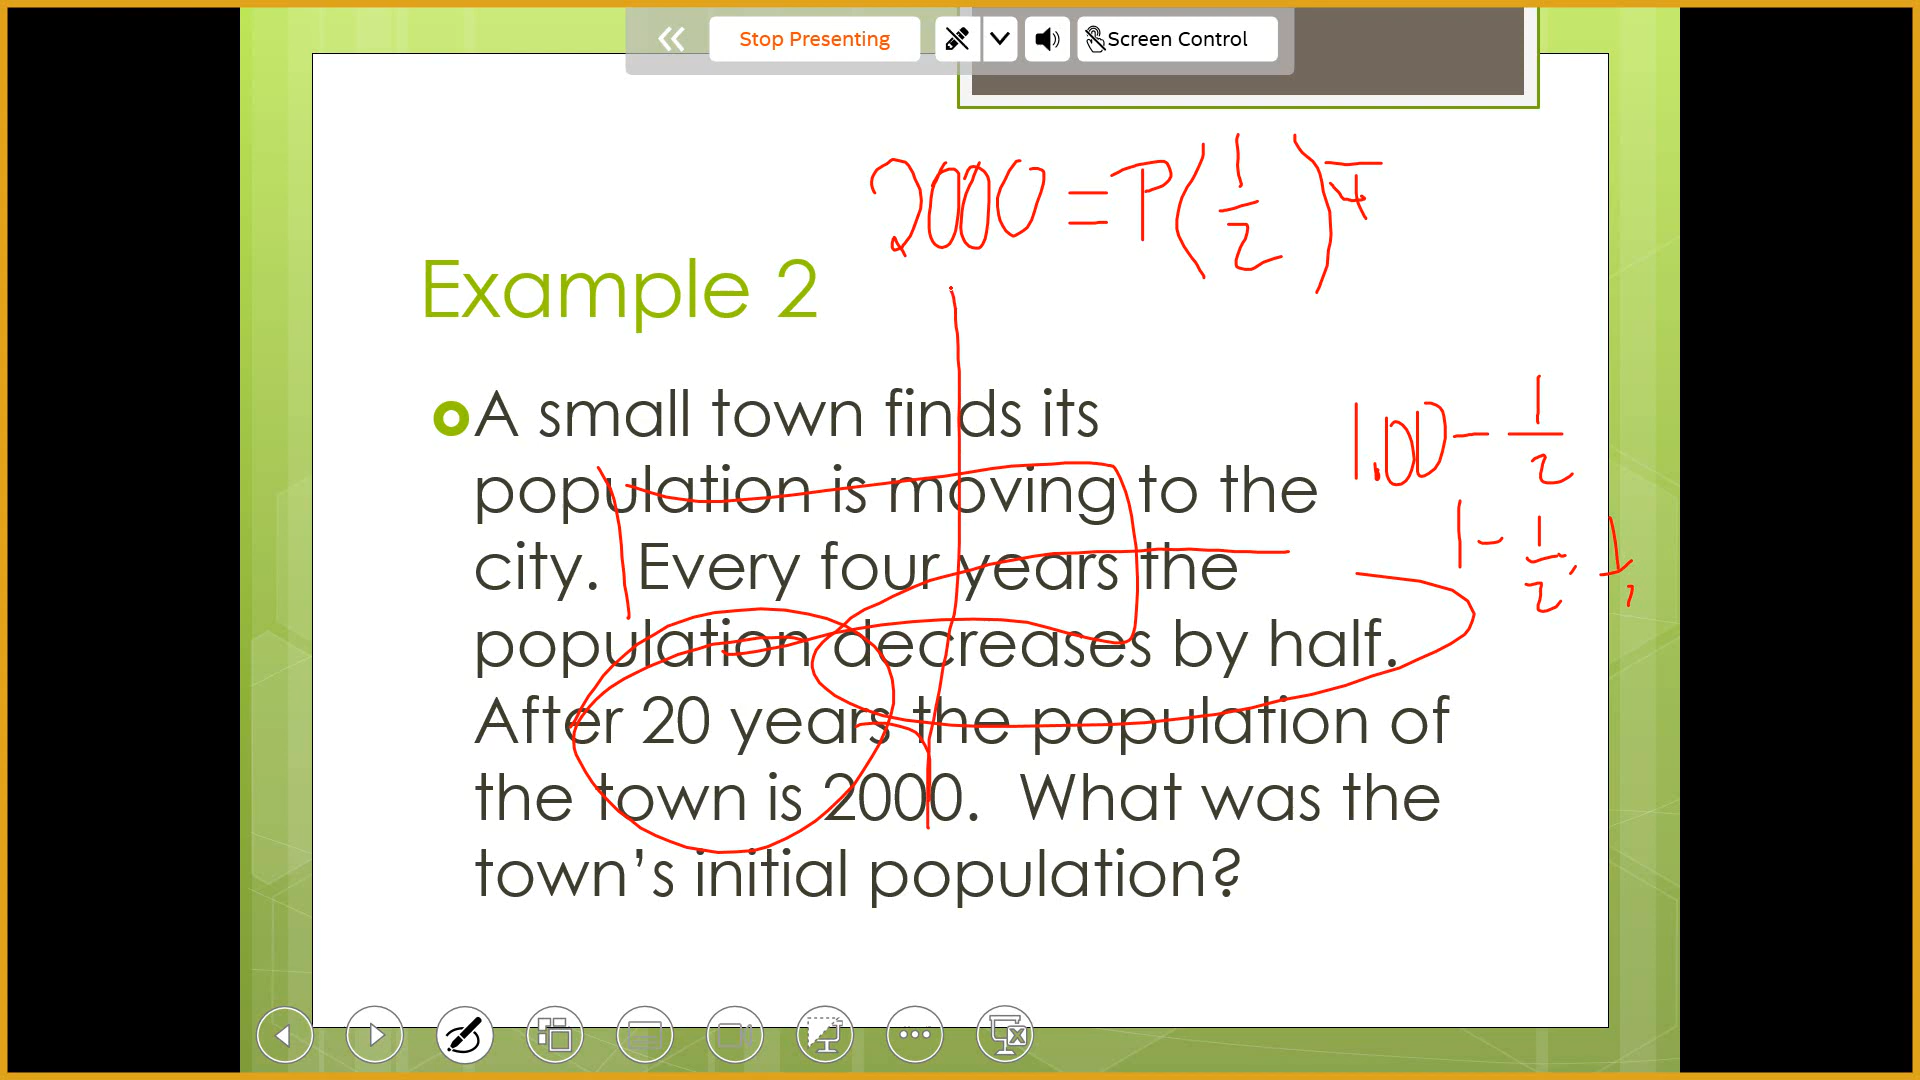 Stop Presenting
Screen Control
2000 = P(1/2)^(/4)
Example 2
A small town finds its
population is moving to the
city. Every four years the
population decreases by half.
After 20 years the population of
the town is 2000. What was the
town's initial population?
1.00 - 1/2
1 - 1/2